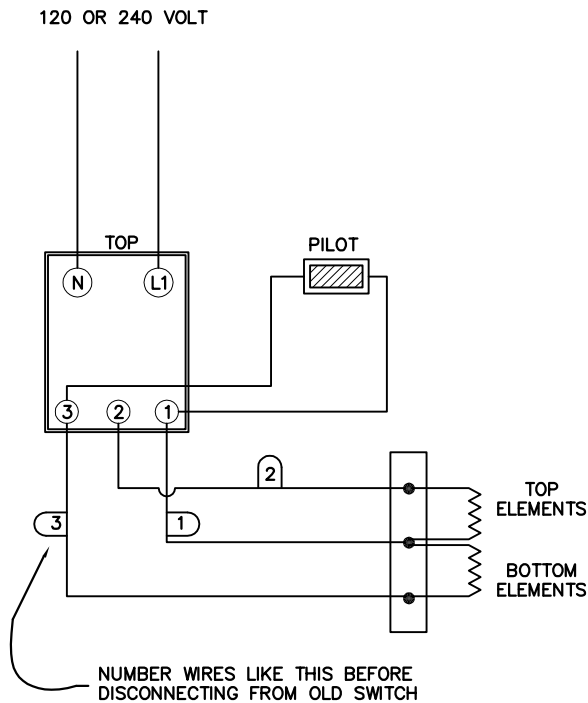 120 OR 240 VOLT
TOP
PILOT
N
L1
3
2
1
2
3
1
TOP
ELEMENTS
BOTTOM
ELEMENTS
NUMBER WIRES LIKE THIS BEFORE
DISCONNECTING FROM OLD SWITCH